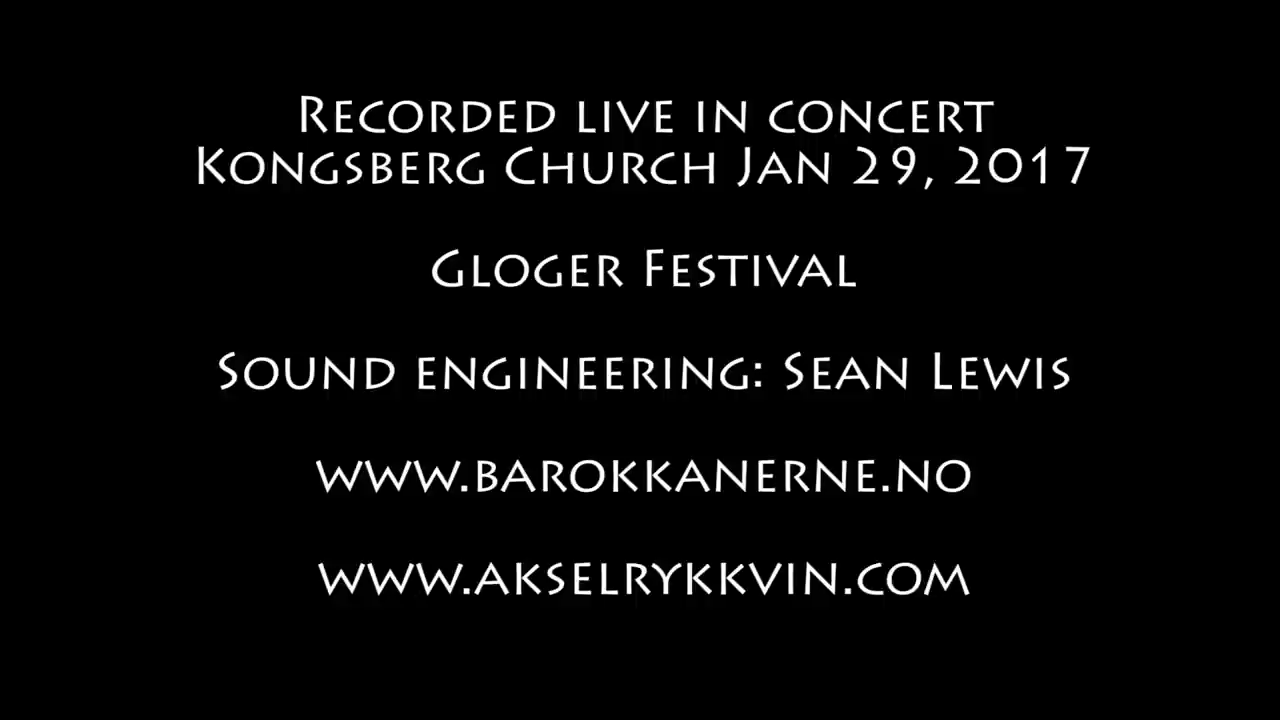 Recorded live in concert
Kongsberg Church Jan 29, 2017
Gloger Festival
Sound engineering: Sean Lewis
www.barokkanerne.no
www.akselrykkvin.com